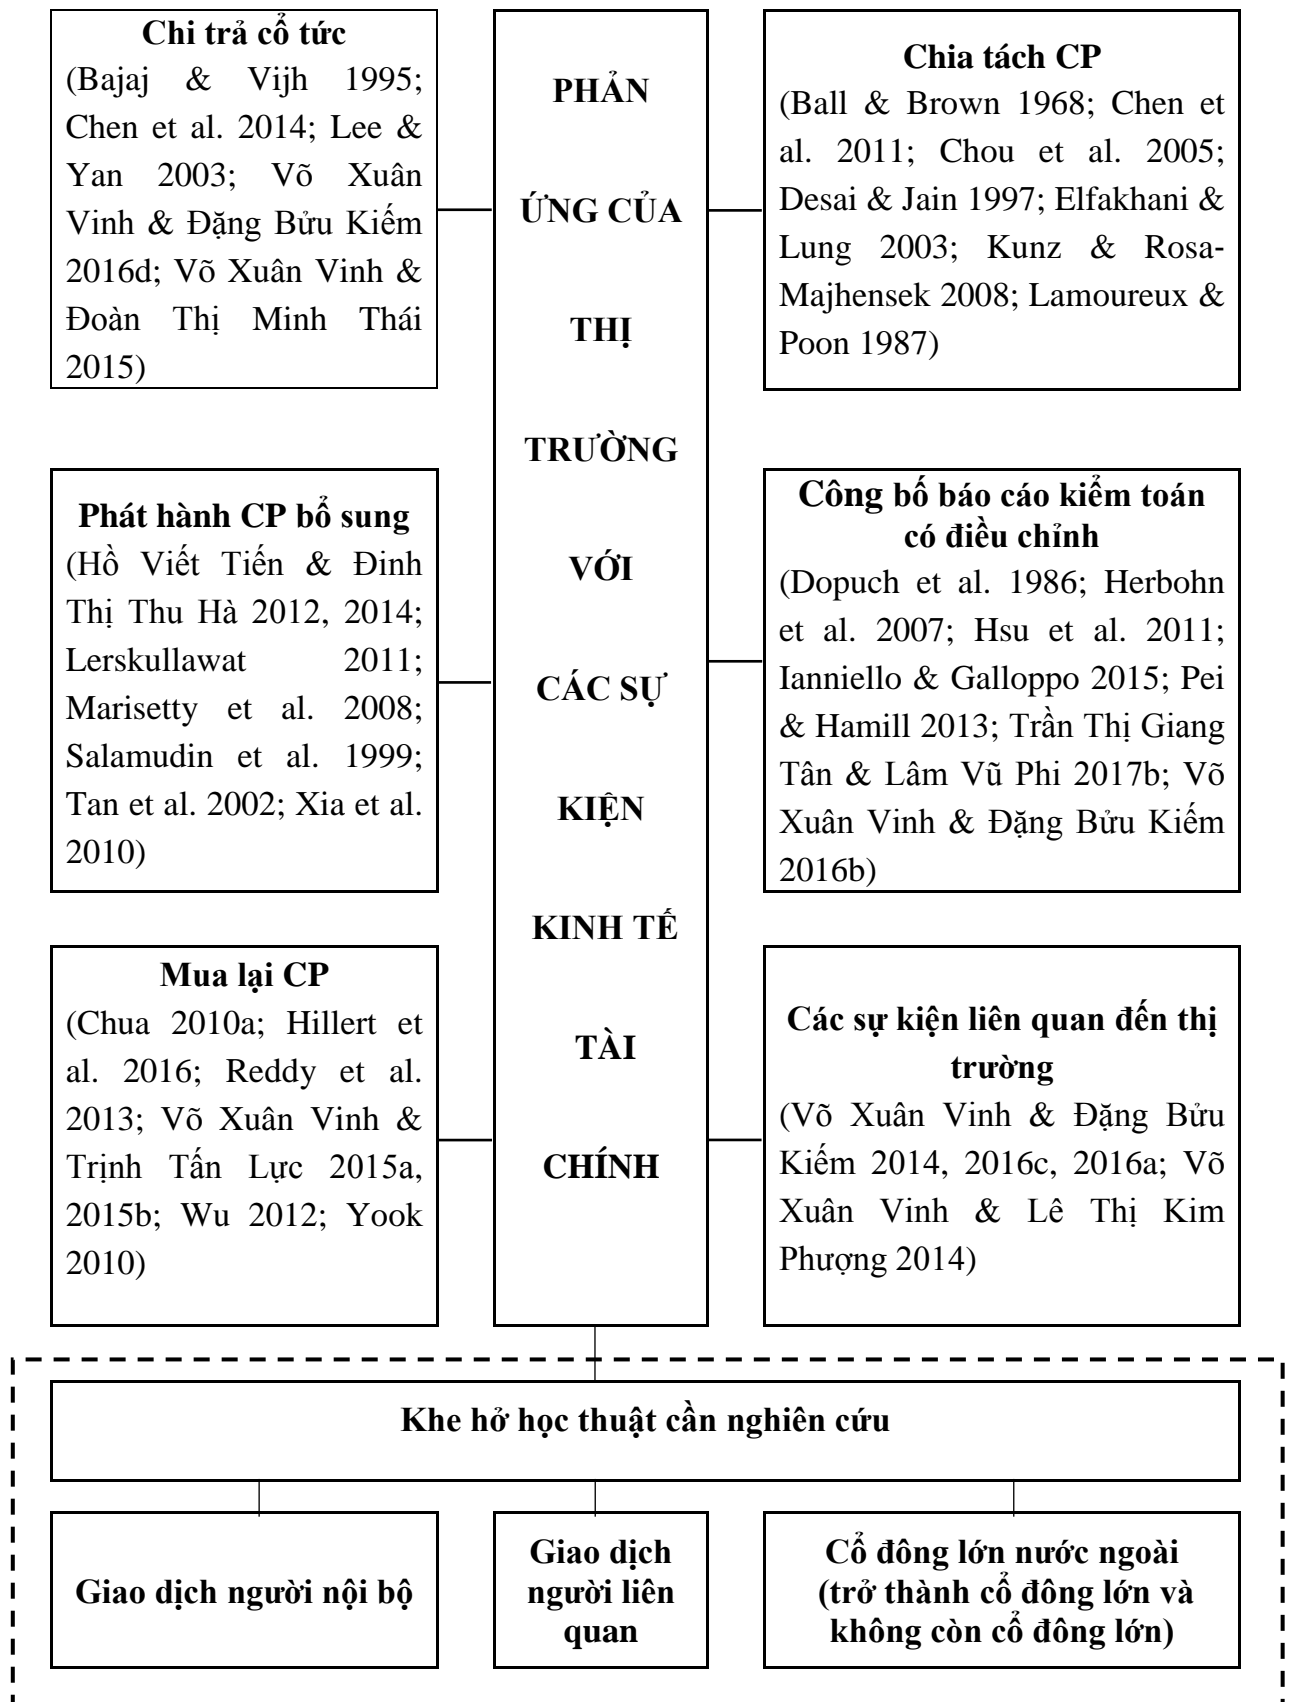 Chi trả cổ tức
(Bajaj & Vijh 1995;
Chen et al. 2014; Lee &
Yan 2003; Võ Xuân
Vinh & Đặng Bửu Kiếm
2016d; Võ Xuân Vinh &
Đoàn Thị Minh Thái
2015)
Phát hành CP bổ sung
(Hồ Viết Tiến & Đinh
Thị Thu Hà 2012, 2014;
Lerskullawat 2011;
Marisetty et al. 2008;
Salamudin et al. 1999;
Tan et al. 2002; Xia et al.
2010)
Mua lại CP
(Chua 2010a; Hillert et
al. 2016; Reddy et al.
2013; Võ Xuân Vinh &
Trịnh Tấn Lực 2015a,
2015b; Wu 2012; Yook
2010)
PHẢN
ỨNG CỦA
THỊ
TRƯỜNG
VỚI
CÁC SỰ
KIỆN
KINH TẾ
TÀI
CHÍNH
Chia tách CP
(Ball & Brown 1968; Chen et
al. 2011; Chou et al. 2005;
Desai & Jain 1997; Elfakhani &
Lung 2003; Kunz & Rosa-
Majhensek 2008; Lamoureux &
Poon 1987)
Công bố báo cáo kiểm toán
có điều chỉnh
(Dopuch et al. 1986; Herbohn
et al. 2007; Hsu et al. 2011;
Ianniello & Galloppo 2015; Pei
& Hamill 2013; Trần Thị Giang
Tân & Lâm Vũ Phi 2017b; Võ
Xuân Vinh & Đặng Bửu Kiếm
2016b)
Các sự kiện liên quan đến thị
trường
(Võ Xuân Vinh & Đặng Bửu
Kiếm 2014, 2016c, 2016a; Võ
Xuân Vinh & Lê Thị Kim
Phượng 2014)
Khe hở học thuật cần nghiên cứu
Giao dịch người nội bộ
Giao dịch
người liên
quan
Cổ đông lớn nước ngoài
(trở thành cổ đông lớn và
không còn cổ đông lớn)